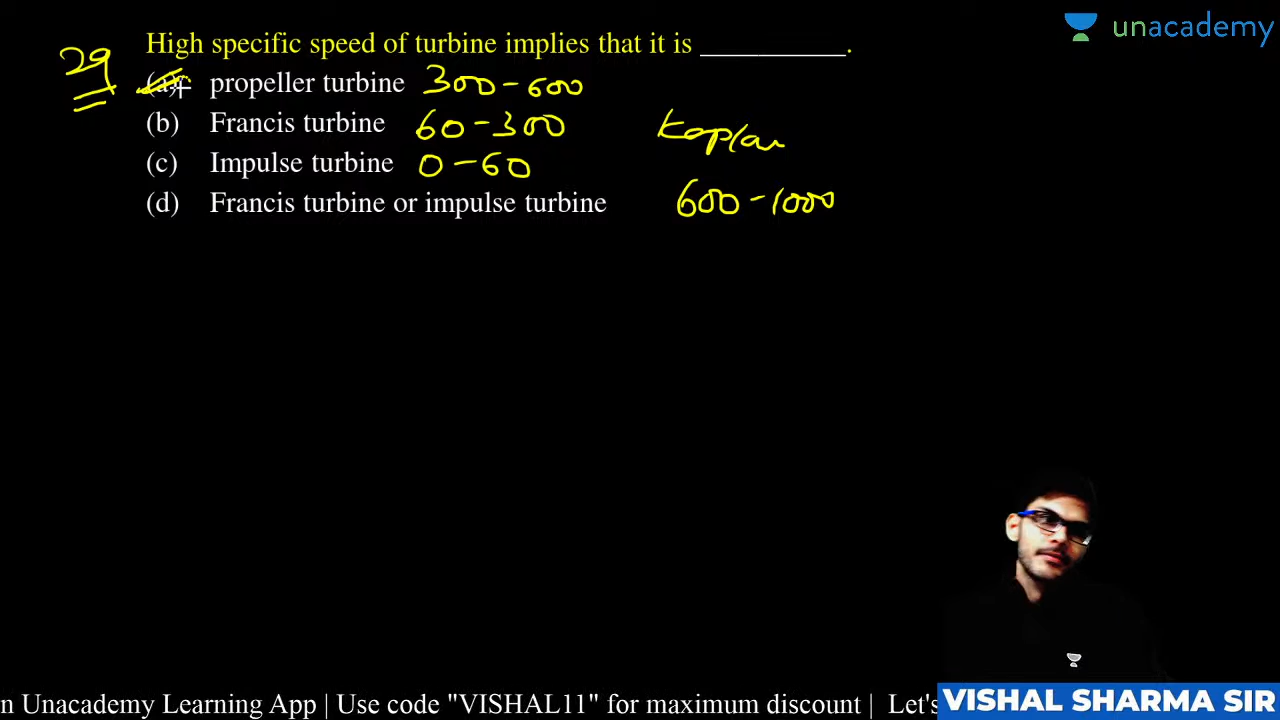 unacademy
29 High specific speed of turbine implies that it is ___________.
(a) propeller turbine 300-600
(b) Francis turbine 60-300 Kaplan
(c) Impulse turbine 0-60
(d) Francis turbine or impulse turbine 600-1000
n Unacademy Learning App | Use code "VISHAL11" for maximum discount | Let's
VISHAL SHARMA SIR